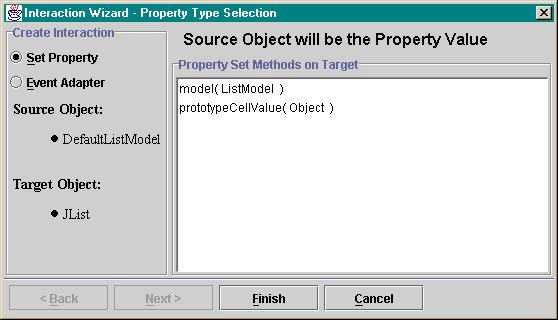 Interaction Wizard - Property Type Selection
Create Interaction
Set Property
Event Adapter
Source Object:
DefaultListModel
Target Object:
JList
Source Object will be the Property Value
Property Set Methods on Target
model( ListModel )
prototypeCellValue( Object )
< Back
Next >
Finish
Cancel